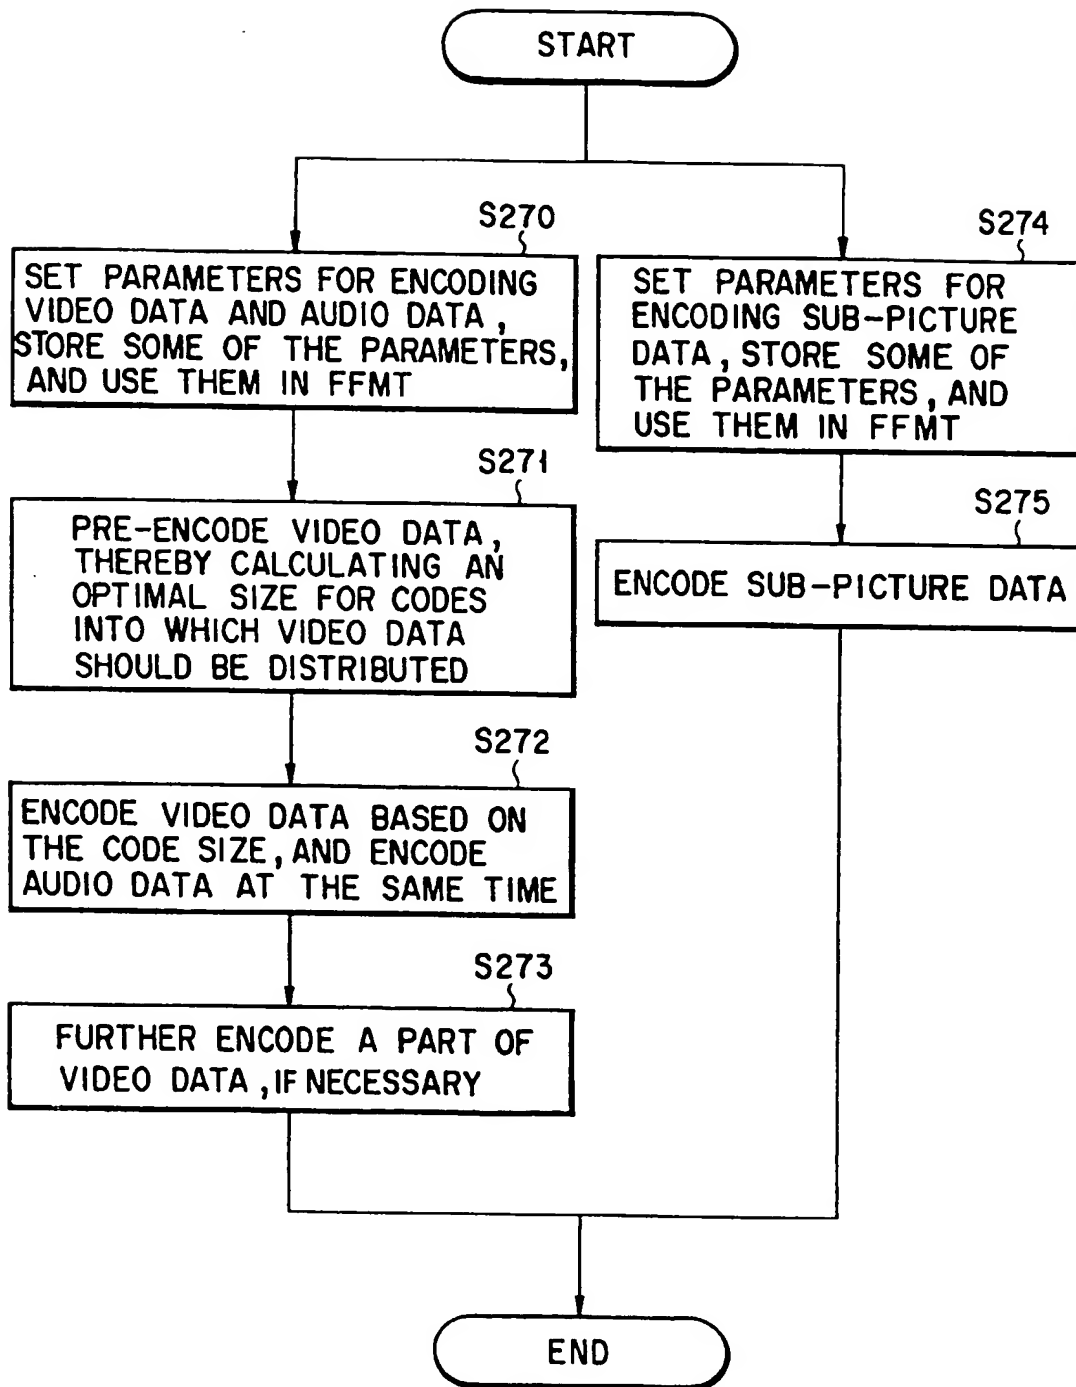 START
S270
SET PARAMETERS FOR ENCODING
VIDEO DATA AND AUDIO DATA,
STORE SOME OF THE PARAMETERS,
AND USE THEM IN FFMT
S271
PRE-ENCODE VIDEO DATA,
THEREBY CALCULATING AN
OPTIMAL SIZE FOR CODES
INTO WHICH VIDEO DATA
SHOULD BE DISTRIBUTED
S272
ENCODE VIDEO DATA BASED ON
THE CODE SIZE, AND ENCODE
AUDIO DATA AT THE SAME TIME
S273
FURTHER ENCODE A PART OF
VIDEO DATA, IF NECESSARY
S274
SET PARAMETERS FOR
ENCODING SUB-PICTURE
DATA, STORE SOME OF
THE PARAMETERS, AND
USE THEM IN FFMT
S275
ENCODE SUB-PICTURE DATA
END